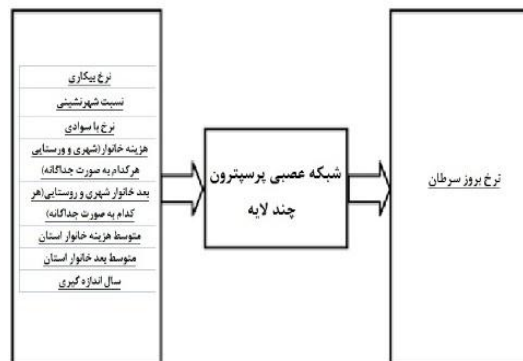 نرخ بیکاری
نسبت شهرنشینی
نرخ با سوادی
هزینه خانوار (شهری و ورستایی
هرکدام به صورت جداگانه)
بعد خانوار شهری و روستایی(هر
کدام به صورت جداگانه)
متوسط هزینه خانوار استان
متوسط بعد خانوار استان
سال اندازه گیری
شبکه عصبی پرسپترون
چند لایه
نرخ بروز سرطان